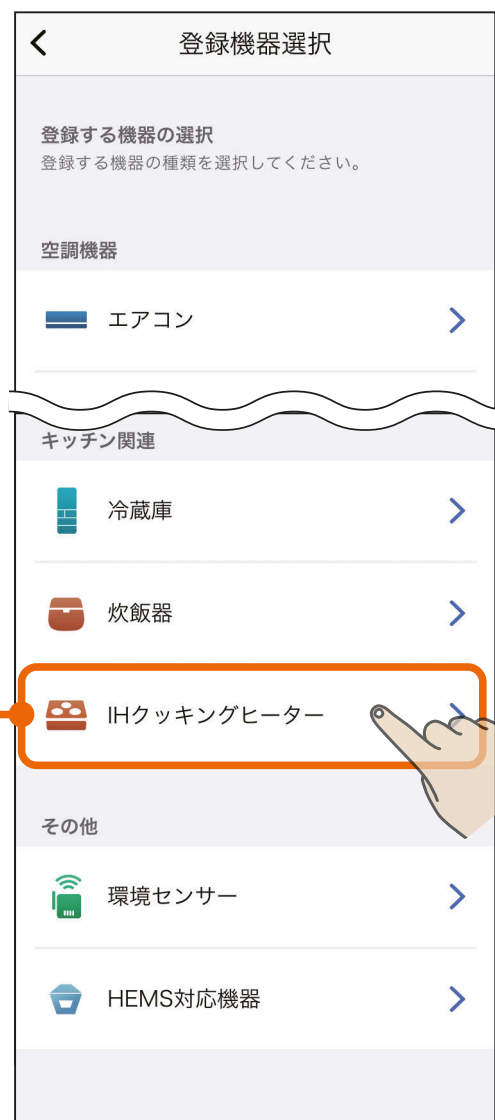 登録機器選択
登録する機器の選択
登録する機器の種類を選択してください。
空調機器
エアコン
キッチン関連
冷蔵庫
炊飯器
IHクッキングヒーター
その他
環境センサー
HEMS対応機器